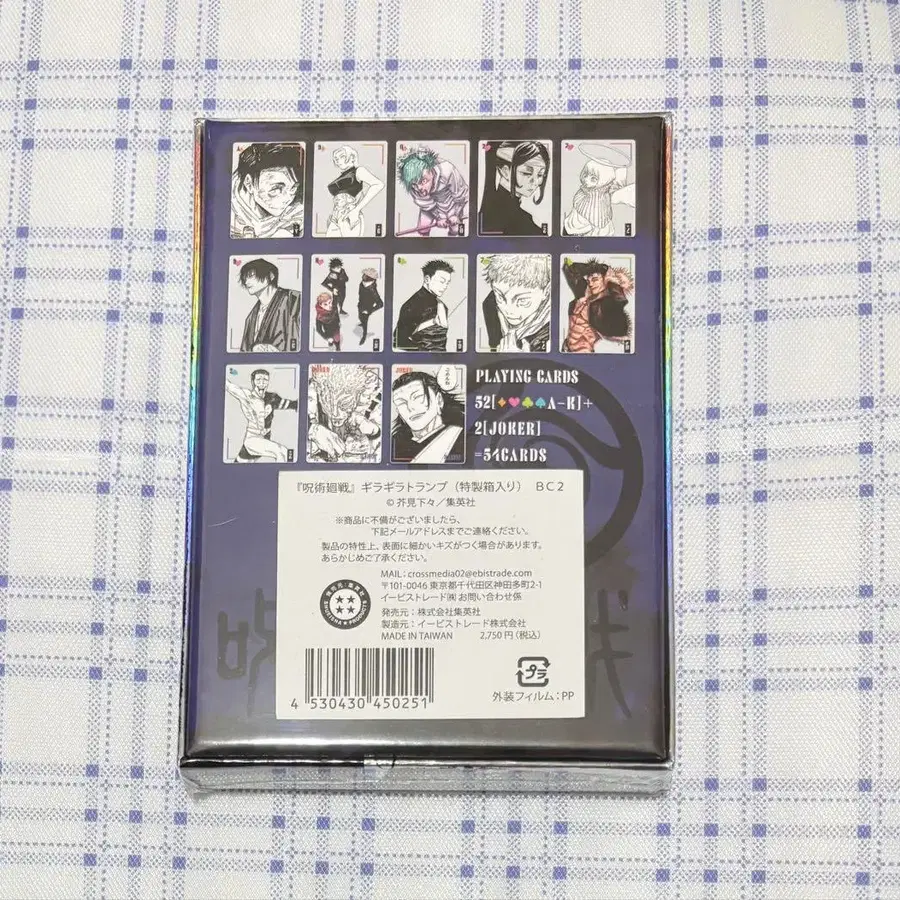 PLAYING CARDS
52[♦♥♣♠A-K]+
2[JOKER]
=54CARDS
『呪術廻戦』ギラギラトランプ（特製箱入り） BC2
© 芥見下々／集英社
※商品に不備がございましたら、
下記メールアドレスまでご連絡ください。
製品の特性上、表面に細かいキズがつく場合があります。
あらかじめご了承ください。
MAIL：crossmedia02@ebistrade.com
〒101-0046 東京都千代田区神田多町2-1
イービストレード㈱ お問い合わせ係
発売元：株式会社集英社
製造元：イービストレード株式会社
MADE IN TAIWAN 2,750円（税込）
4 530430 450251
プラ
外装フィルム：PP